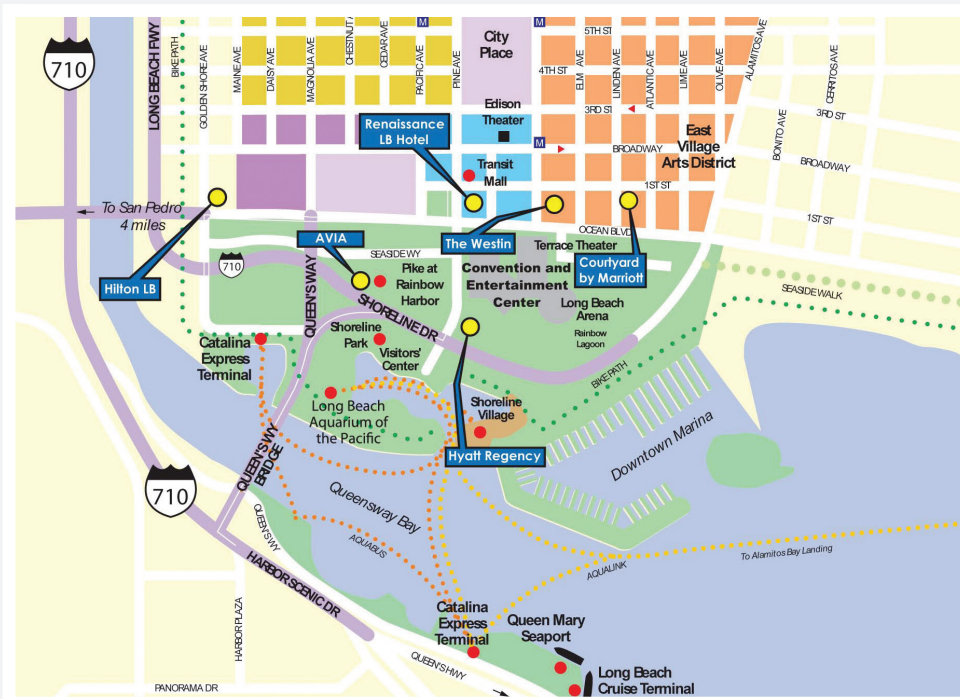 710
LONG BEACH FWY
BIKE PATH
GOLDEN SHORE AVE
MAINE AVE
DAISY AVE
MAGNOLIA AVE
CEDAR AVE
PACIFIC AVE
M
PINE AVE
City
Place
M
5TH ST
4TH ST
ELM AVE
LINDEN AVE
ATLANTIC AVE
LIME AVE
OLIVE AVE
ALAMITOS AVE
CERRITOS AVE
BONITO AVE
3RD ST
3RD ST
Edison
Theater
Renaissance
LB Hotel
M
BROADWAY
East
Village
Arts District
BROADWAY
Transit
Mall
1ST ST
1ST ST
To San Pedro
4 miles
OCEAN BLVD
AVIA
The Westin
Terrace Theater
Courtyard
by Marriott
SEASIDE WY
710
Hilton LB
QUEEN'S WAY
Pike at
Rainbow
Harbor
Convention and
Entertainment
Center
Long Beach
Arena
Rainbow
Lagoon
SEASIDE WALK
SHORELINE DR
Shoreline
Park
Visitors'
Center
Catalina
Express
Terminal
BIKE PATH
Long Beach
Aquarium of
the Pacific
Shoreline
Village
Hyatt Regency
Downtown Marina
QUEEN'S WY
BRIDGE
710
Queensway Bay
QUEEN'S WY
AQUABUS
AQUALINK
To Alamitos Bay Landing
HARBOR SCENIC DR
HARBOR PLAZA
Catalina
Express
Terminal
Queen Mary
Seaport
QUEEN'S HWY
Long Beach
Cruise Terminal
PANORAMA DR